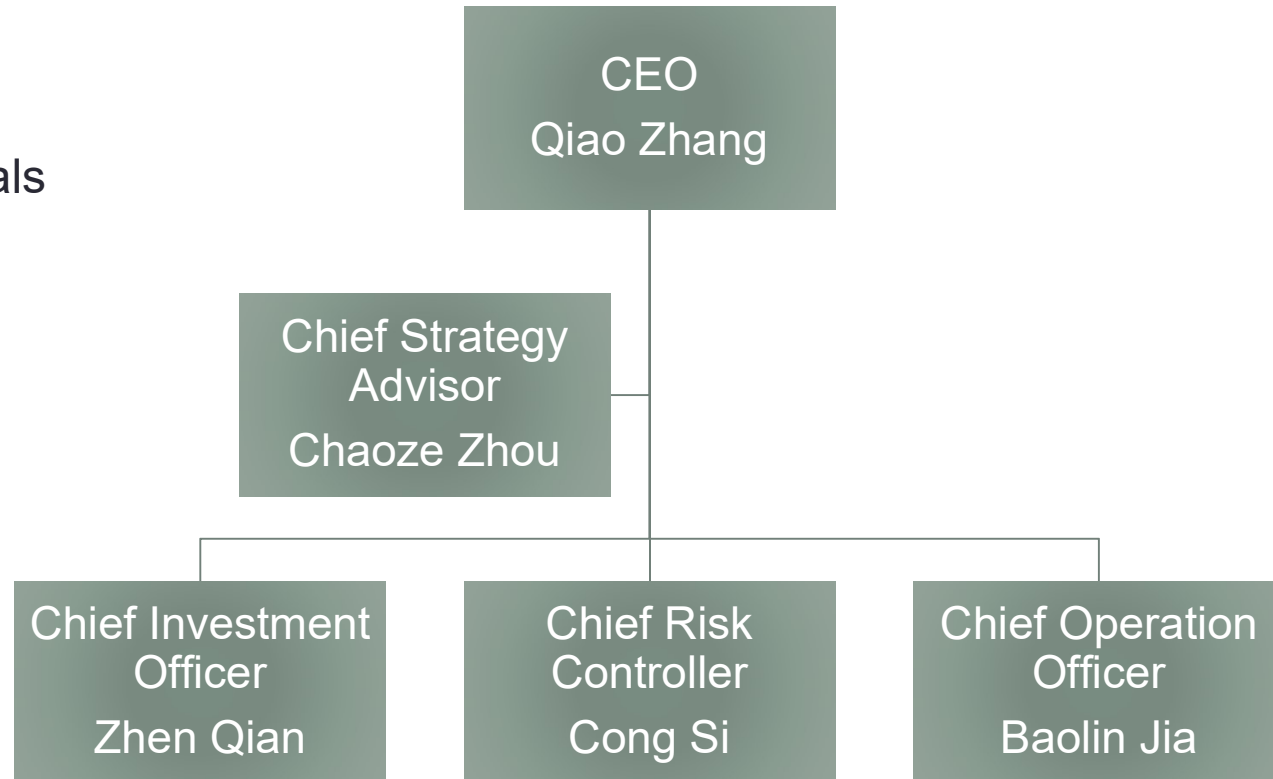 CEO
Qiao Zhang
als
Chief Strategy
Advisor
Chaoze Zhou
Chief Investment
Officer
Zhen Qian
Chief Risk
Controller
Cong Si
Chief Operation
Officer
Baolin Jia